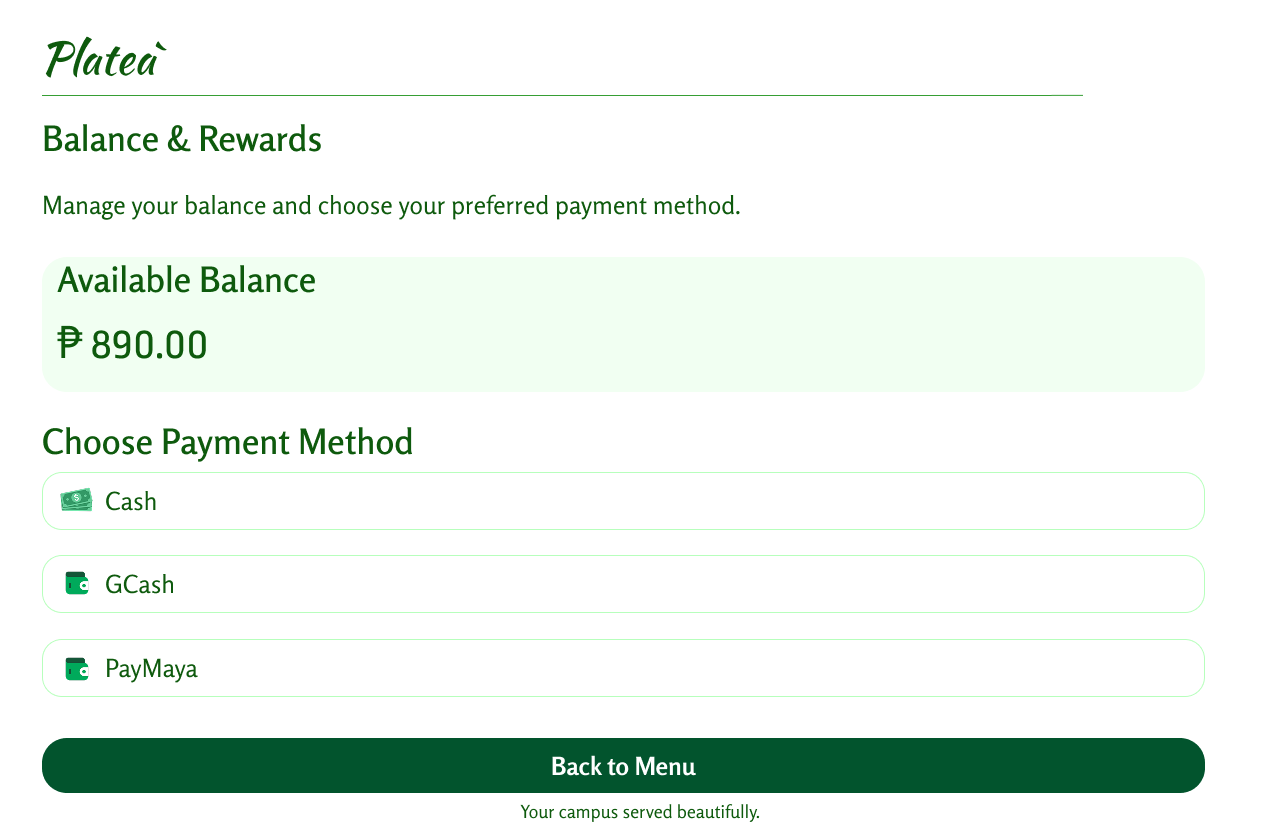 Platea`
Balance & Rewards
Manage your balance and choose your preferred payment method.
Available Balance
₱ 890.00
Choose Payment Method
Cash
GCash
PayMaya
Back to Menu
Your campus served beautifully.